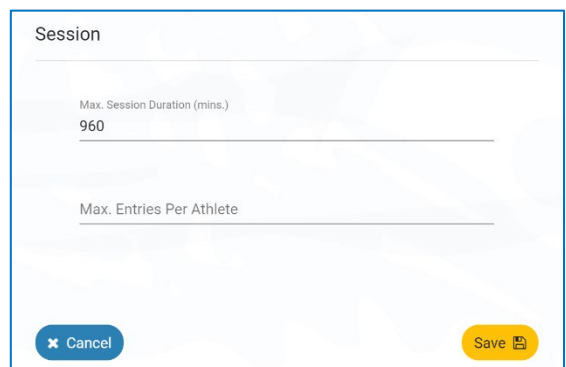 Session
Max. Session Duration (mins.)
960
Max. Entries Per Athlete
Cancel
Save